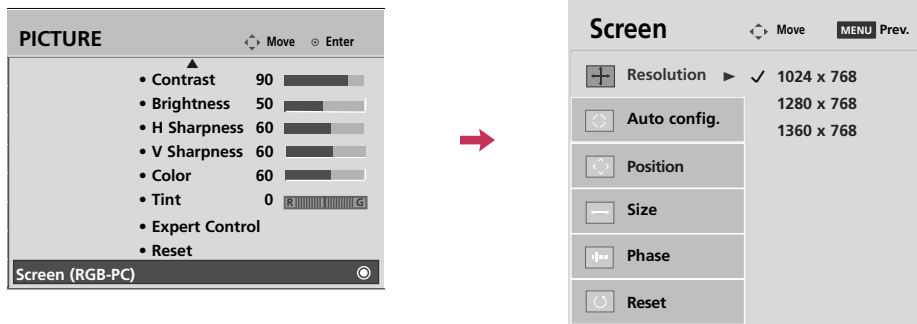 PICTURE Move Enter
• Contrast 90
• Brightness 50
• H Sharpness 60
• V Sharpness 60
• Color 60
• Tint 0 R G
• Expert Control
• Reset
Screen (RGB-PC)
Screen Move MENU Prev.
Resolution ► ✓ 1024 x 768
1280 x 768
Auto config. 1360 x 768
Position
Size
Phase
Reset